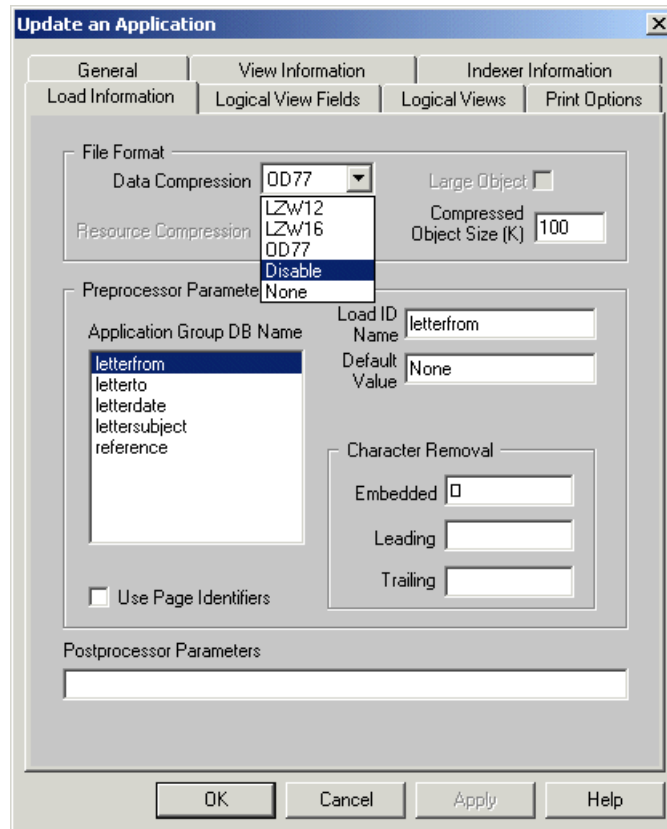 Update an Application
General View Information Indexer Information
Load Information Logical View Fields Logical Views Print Options
File Format
Data Compression OD77 Large Object
LZW12
LZW16
OD77
Disable
None
Resource Compression
Compressed
Object Size (K) 100
Preprocessor Paramete
Application Group DB Name
letterfrom
letterto
letterdate
lettersubject
reference
Load ID
Name letterfrom
Default
Value None
Character Removal
Embedded
Leading
Trailing
Use Page Identifiers
Postprocessor Parameters
OK Cancel Apply Help